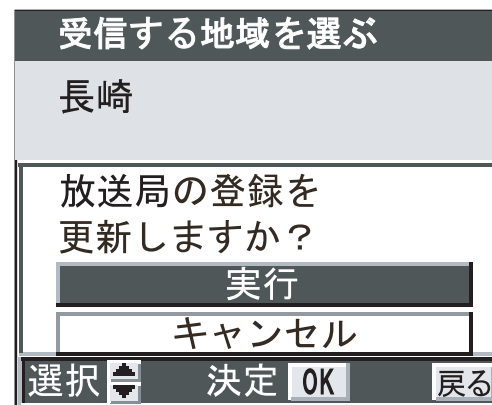 受信する地域を選ぶ
長崎
放送局の登録を
更新しますか？
実行
キャンセル
選択 決定 OK 戻る